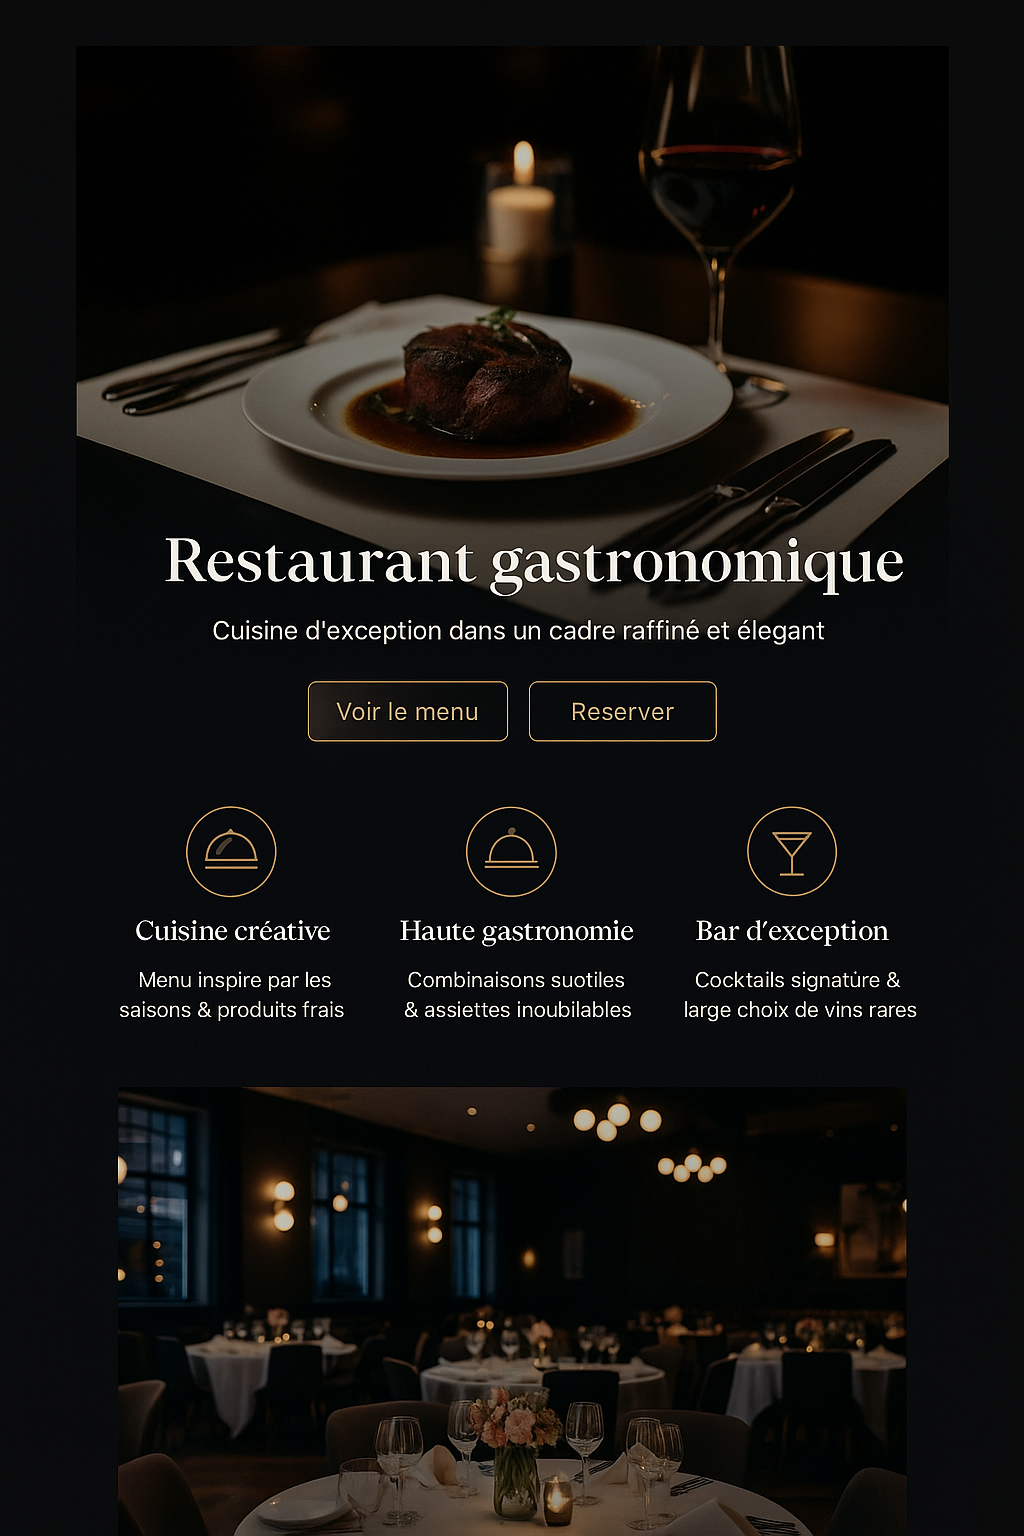 Restaurant gastronomique
Cuisine d'exception dans un cadre raffiné et élegant
Voir le menu
Reserver
Cuisine créative
Haute gastronomie
Bar d'exception
Menu inspire par les
saisons & produits frais
Combinaisons suotiles
& assiettes inoubilables
Cocktails signatúre &
large choix de vins rares